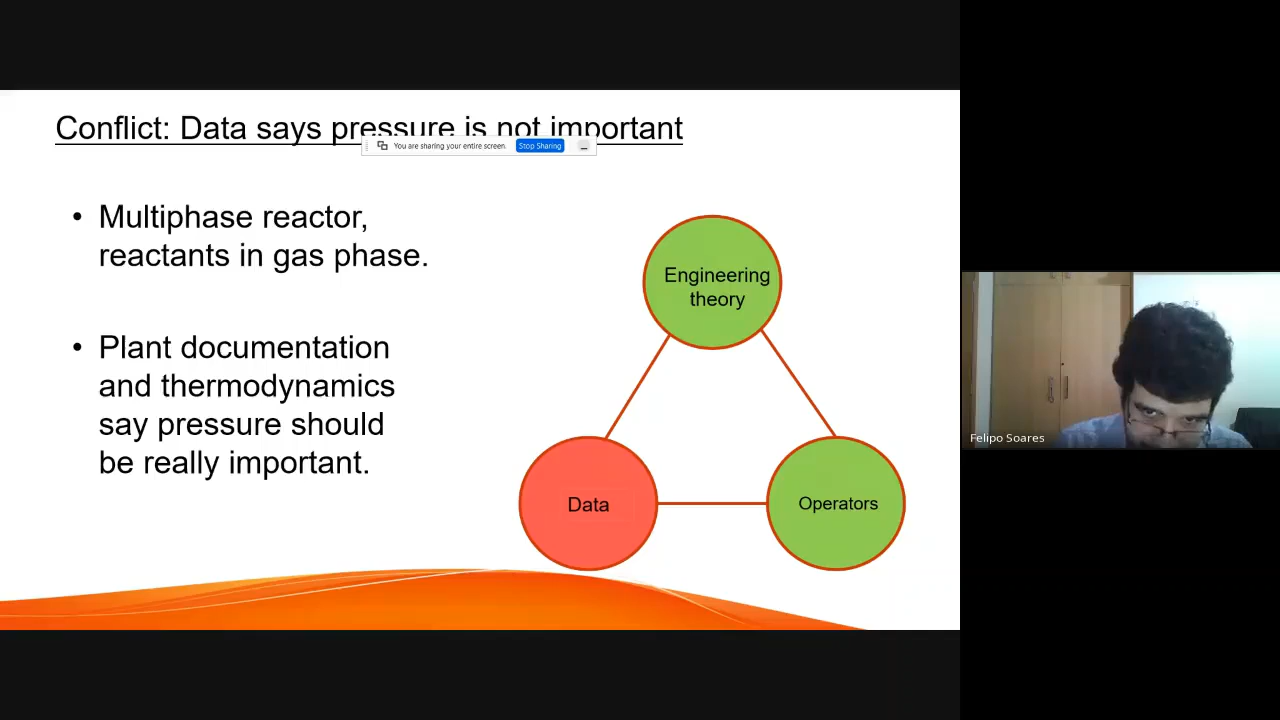 Conflict: Data says pressure is not important
You are sharing your entire screen.
Stop Sharing
• Multiphase reactor,
reactants in gas phase.
• Plant documentation
and thermodynamics
say pressure should
be really important.
Engineering
theory
Data
Operators
Felipo Soares